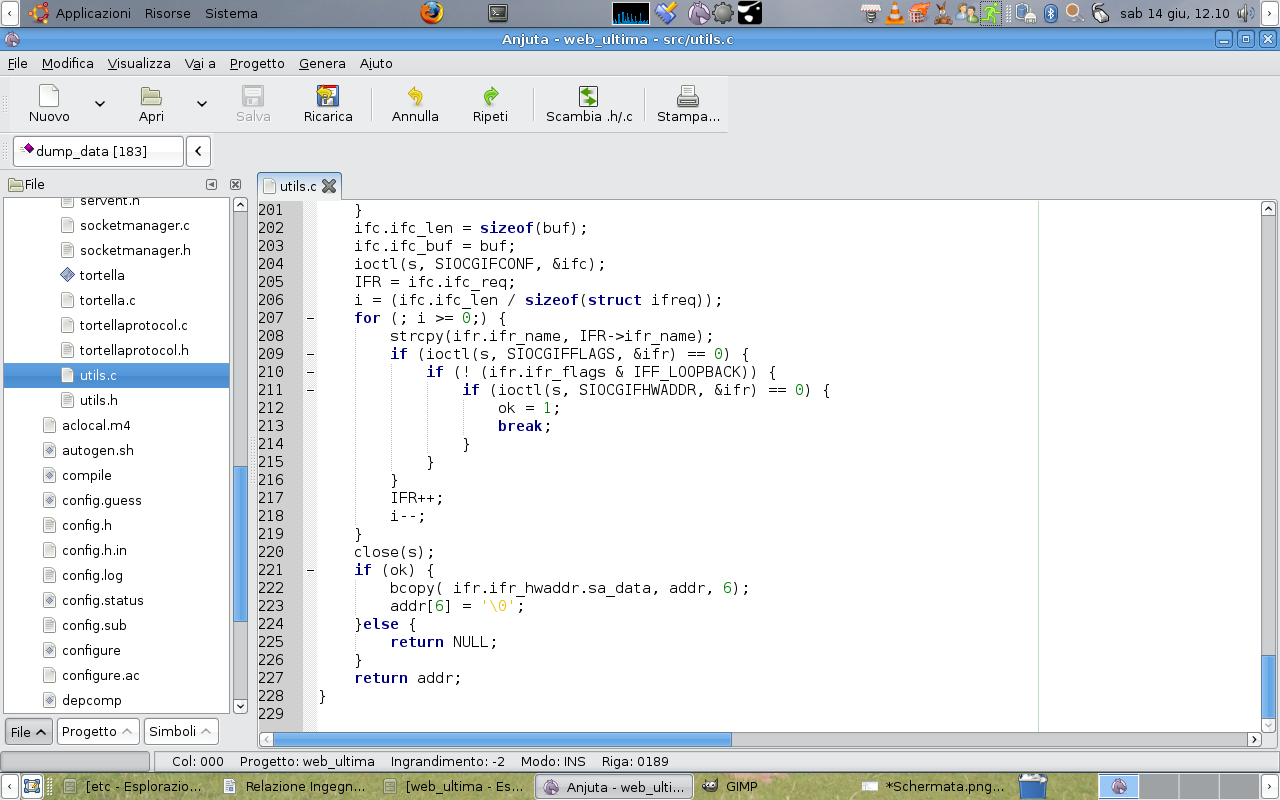 Applicazioni Risorse Sistema sab 14 giu, 12.10
Anjuta - web_ultima - src/utils.c
File Modifica Visualizza Vai a Progetto Genera Aiuto
Nuovo Apri Salva Ricarica Annulla Ripeti Scambia .h/.c Stampa...
dump_data [183]
File
utils.c
servent.h
socketmanager.c
socketmanager.h
tortella
tortella.c
tortellaprotocol.c
tortellaprotocol.h
utils.c
utils.h
aclocal.m4
autogen.sh
compile
config.guess
config.h
config.h.in
config.log
config.status
config.sub
configure
configure.ac
depcomp
File Progetto Simboli
201     }
202     ifc.ifc_len = sizeof(buf);
203     ifc.ifc_buf = buf;
204     ioctl(s, SIOCGIFCONF, &ifc);
205     IFR = ifc.ifc_req;
206     i = (ifc.ifc_len / sizeof(struct ifreq));
207     for (; i >= 0;) {
208         strcpy(ifr.ifr_name, IFR->ifr_name);
209         if (ioctl(s, SIOCGIFFLAGS, &ifr) == 0) {
210             if (! (ifr.ifr_flags & IFF_LOOPBACK)) {
211                 if (ioctl(s, SIOCGIFHWADDR, &ifr) == 0) {
212                     ok = 1;
213                     break;
214                 }
215             }
216         }
217         IFR++;
218         i--;
219     }
220     close(s);
221     if (ok) {
222         bcopy( ifr.ifr_hwaddr.sa_data, addr, 6);
223         addr[6] = '\0';
224     }else {
225         return NULL;
226     }
227     return addr;
228 }
229
Col: 000 Progetto: web_ultima Ingrandimento: -2 Modo: INS Riga: 0189
[etc - Esplorazio... Relazione Ingegn... [web_ultima - Es... Anjuta - web_ulti... GIMP *Schermata.png...